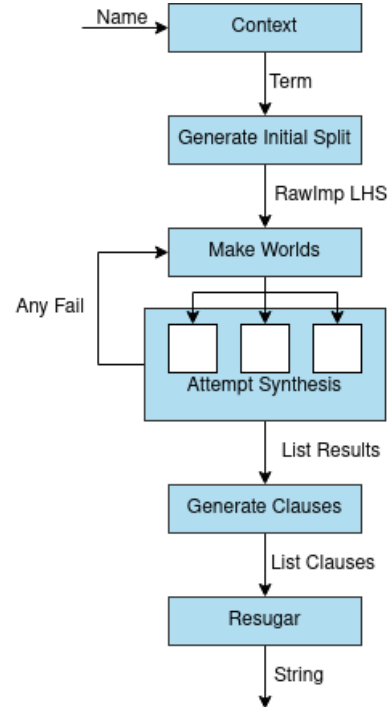 Name
Context
Term
Generate Initial Split
RawImp LHS
Make Worlds
Any Fail
Attempt Synthesis
List Results
Generate Clauses
List Clauses
Resugar
String